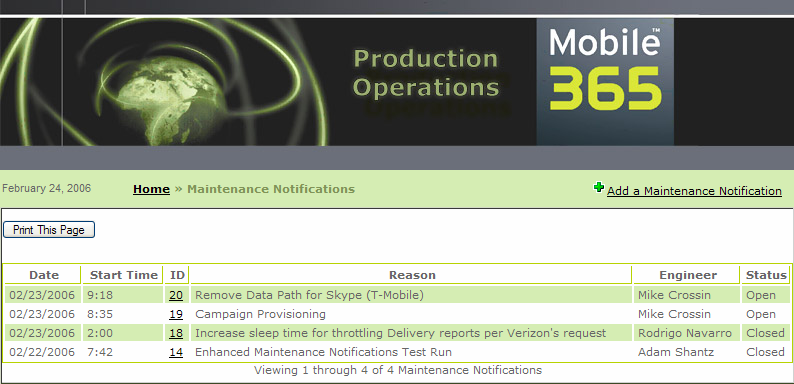 Production
Operations
Mobile™
365
February 24, 2006 Home » Maintenance Notifications Add a Maintenance Notification
Print This Page
Date Start Time ID Reason Engineer Status
02/23/2006 9:18 20 Remove Data Path for Skype (T-Mobile) Mike Crossin Open
02/23/2006 8:35 19 Campaign Provisioning Mike Crossin Open
02/23/2006 2:00 18 Increase sleep time for throttling Delivery reports per Verizon's request Rodrigo Navarro Closed
02/22/2006 7:42 14 Enhanced Maintenance Notifications Test Run Adam Shantz Closed
Viewing 1 through 4 of 4 Maintenance Notifications